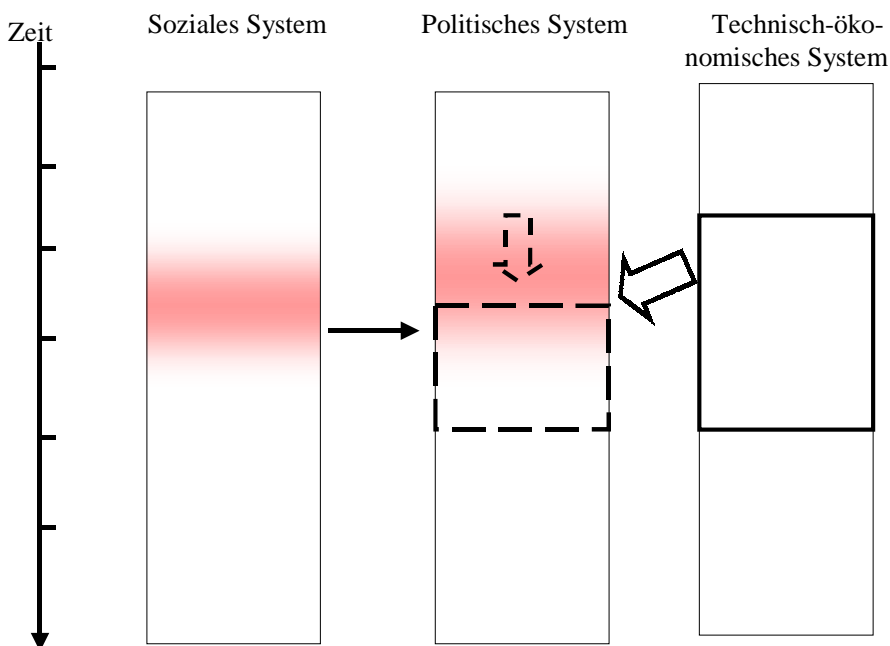 Zeit
Soziales System
Politisches System
Technisch-öko-
nomisches System